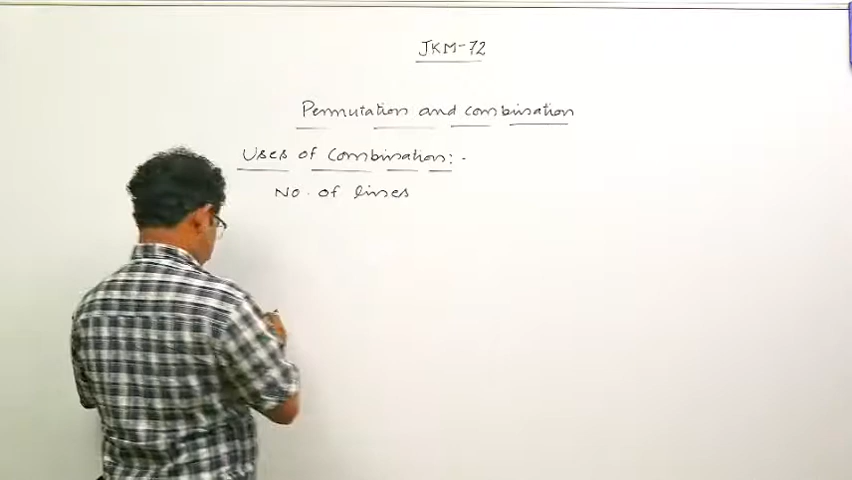 JKM-72
Permutation and combination
Uses of Combination:-
No. of lines